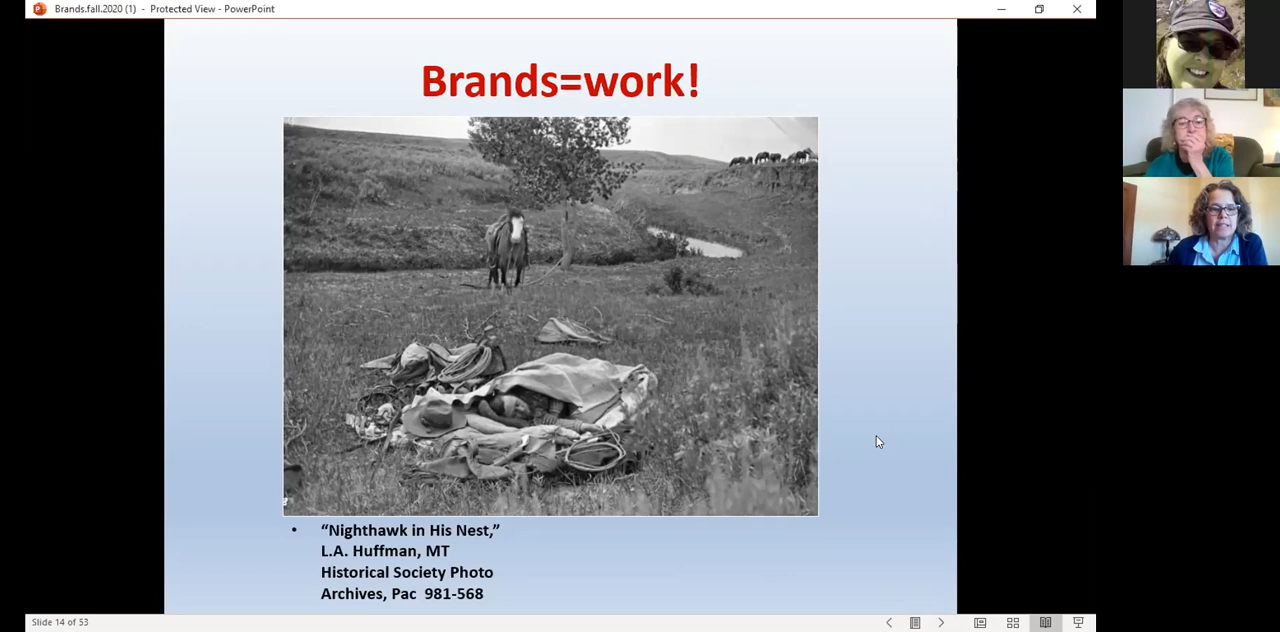 Brands.fall.2020 (1) - Protected View - PowerPoint
Brands=work!
• “Nighthawk in His Nest,”
L.A. Huffman, MT
Historical Society Photo
Archives, Pac 981-568
Slide 14 of 53